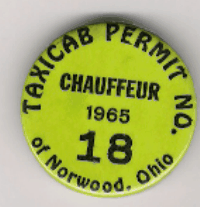 TAXICAB PERMIT NO.
CHAUFFEUR
1965
18
of Norwood, Ohio